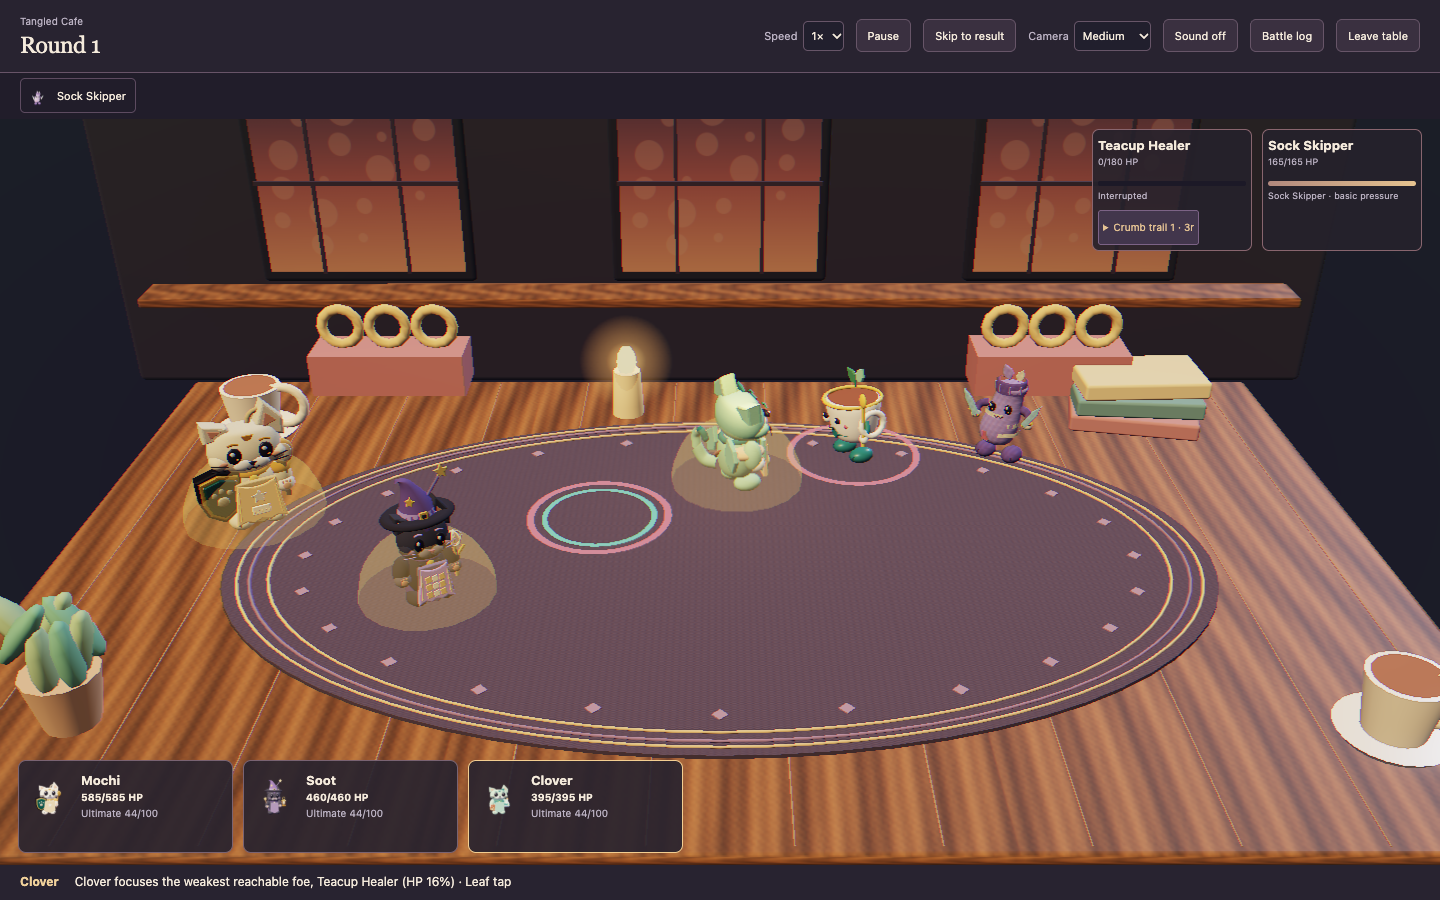 Tangled Cafe
Round 1
Speed 1× Pause Skip to result Camera Medium Sound off Battle log Leave table
Sock Skipper
Teacup Healer
0/180 HP
Interrupted
Crumb trail 1 · 3r
Sock Skipper
165/165 HP
Sock Skipper · basic pressure
Mochi
585/585 HP
Ultimate 44/100
Soot
460/460 HP
Ultimate 44/100
Clover
395/395 HP
Ultimate 44/100
Clover Clover focuses the weakest reachable foe, Teacup Healer (HP 16%) · Leaf tap